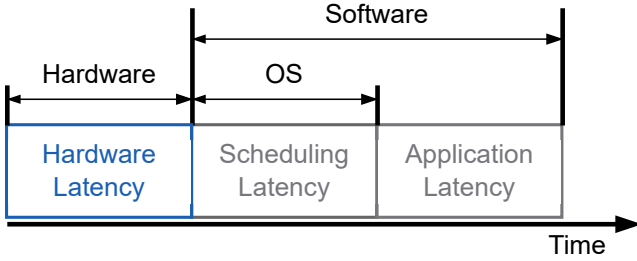 Software
Hardware
OS
Hardware
Latency
Scheduling
Latency
Application
Latency
Time